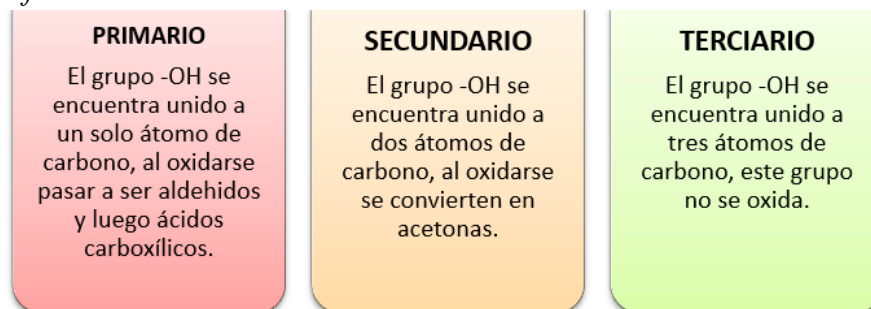 PRIMARIO
El grupo -OH se
encuentra unido a
un solo átomo de
carbono, al oxidarse
pasar a ser aldehidos
y luego ácidos
carboxílicos.
SECUNDARIO
El grupo -OH se
encuentra unido a
dos átomos de
carbono, al oxidarse
se convierten en
acetonas.
TERCIARIO
El grupo -OH se
encuentra unido a
tres átomos de
carbono, este grupo
no se oxida.